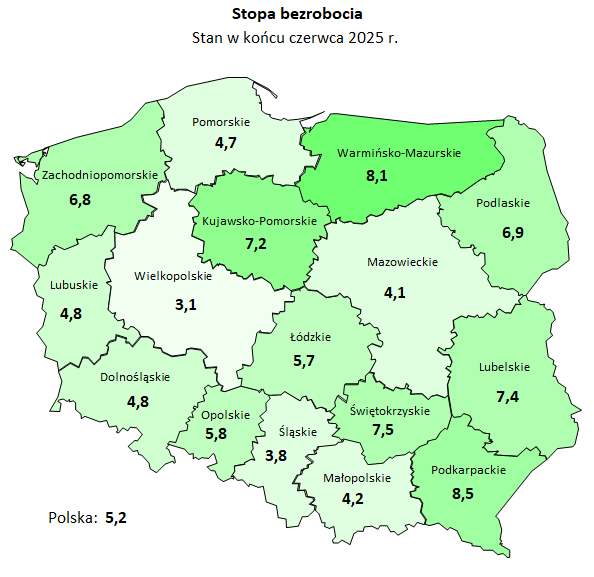 Stopa bezrobocia
Stan w końcu czerwca 2025 r.
Pomorskie
4,7
Warmińsko-Mazurskie
8,1
Zachodniopomorskie
6,8
Podlaskie
6,9
Kujawsko-Pomorskie
7,2
Mazowieckie
4,1
Wielkopolskie
3,1
Lubuskie
4,8
Łódzkie
5,7
Lubelskie
7,4
Dolnośląskie
4,8
Opolskie
5,8
Świętokrzyskie
7,5
Śląskie
3,8
Podkarpackie
8,5
Małopolskie
4,2
Polska: 5,2